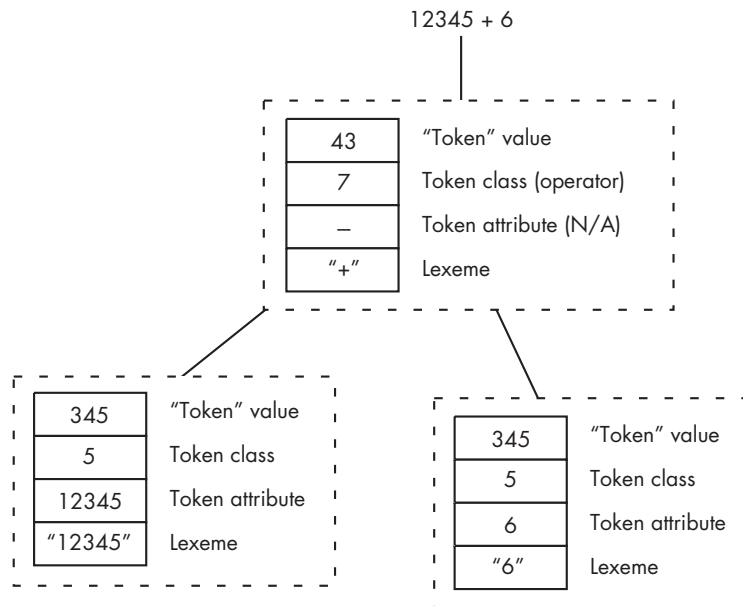 12345 + 6
43 “Token” value
7 Token class (operator)
– Token attribute (N/A)
“+” Lexeme
345 “Token” value
5 Token class
12345 Token attribute
“12345” Lexeme
345 “Token” value
5 Token class
6 Token attribute
“6” Lexeme